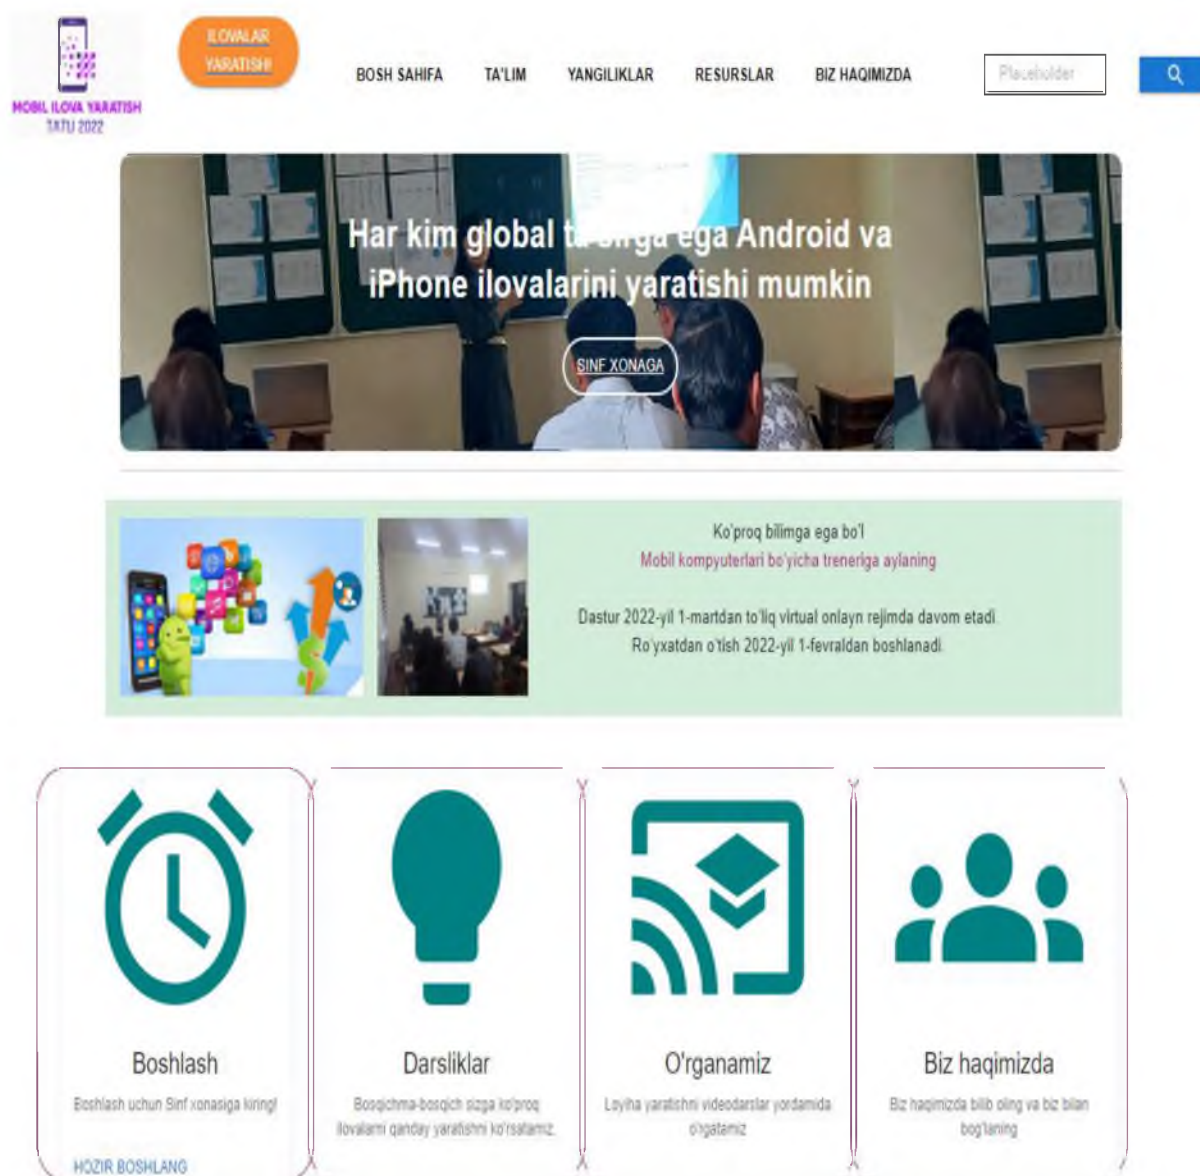 MOBIL ILOVA YARATISH
TATU 2022
ILOVALAR
YARATISH!
BOSH SAHIFA
TA'LIM
YANGILIKLAR
RESURSLAR
BIZ HAQIMIZDA
Placeholder
Har kim global ta'sirga ega Android va
iPhone ilovalarini yaratishi mumkin
SINF XONAGA
Ko'proq bilimga ega bo'l
Mobil kompyuterlari bo'yicha treneriga aylaning
Dastur 2022-yil 1-martdan to'liq virtual onlayn rejimda davom etadi.
Ro'yxatdan o'tish 2022-yil 1-fevraldan boshlanadi
Boshlash
Boshlash uchun Sinf xonasiga kiring!
HOZIR BOSHLANG
Darsliklar
Bosqichma-bosqich sizga ko'proq
ilovalarni qanday yaratishni ko'rsatamiz.
O'rganamiz
Loyiha yaratishni videodarslar yordamida
o'rgatamiz
Biz haqimizda
Biz haqimizda bilib oling va biz bilan
bog'laning